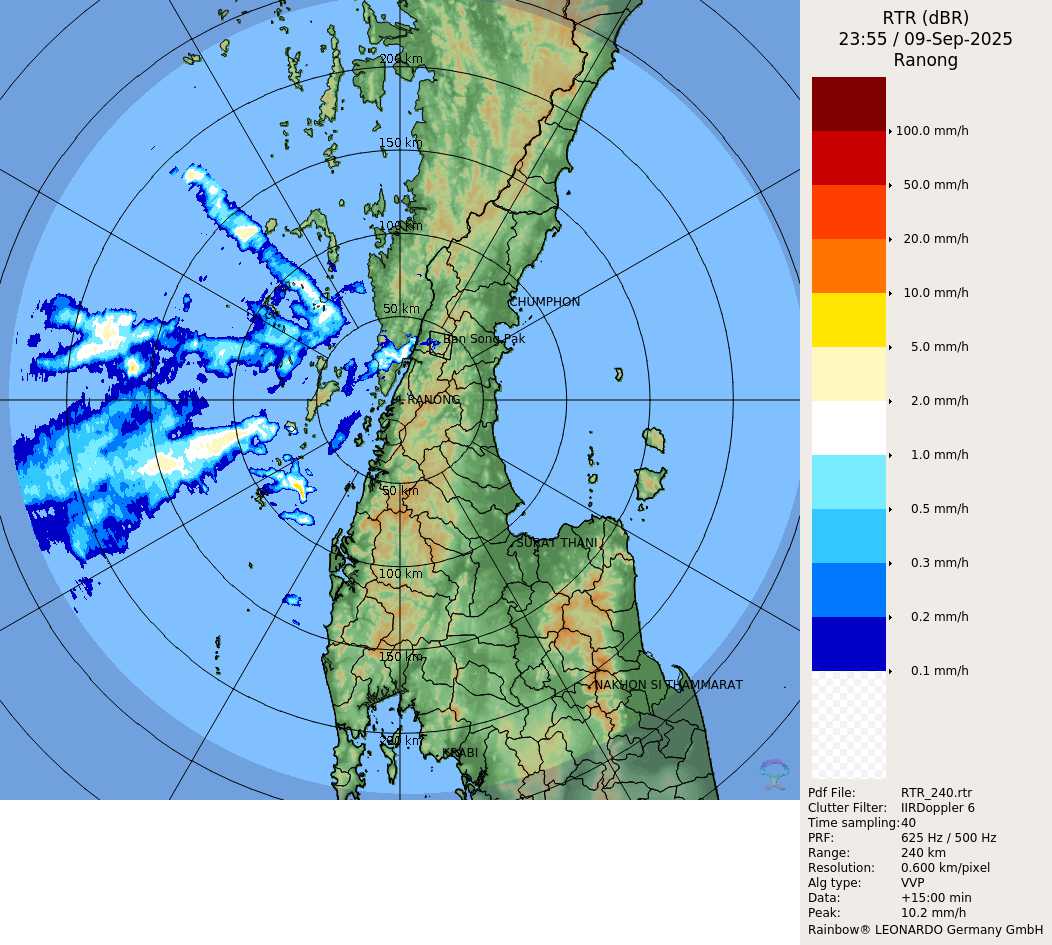 RTR (dBR)
23:55 / 09-Sep-2025
Ranong
100.0 mm/h
50.0 mm/h
20.0 mm/h
10.0 mm/h
5.0 mm/h
2.0 mm/h
1.0 mm/h
0.5 mm/h
0.3 mm/h
0.2 mm/h
0.1 mm/h
Pdf File: RTR_240.rtr
Clutter Filter: IIRDoppler 6
Time sampling: 40
PRF: 625 Hz / 500 Hz
Range: 240 km
Resolution: 0.600 km/pixel
Alg type: VVP
Data: +15:00 min
Peak: 10.2 mm/h
Rainbow® LEONARDO Germany GmbH
200 km
150 km
100 km
CHUMPHON
50 km
Ban Song Pak
RANONG
50 km
SURAT THANI
100 km
150 km
NAKHON SI THAMMARAT
200 km
KRABI